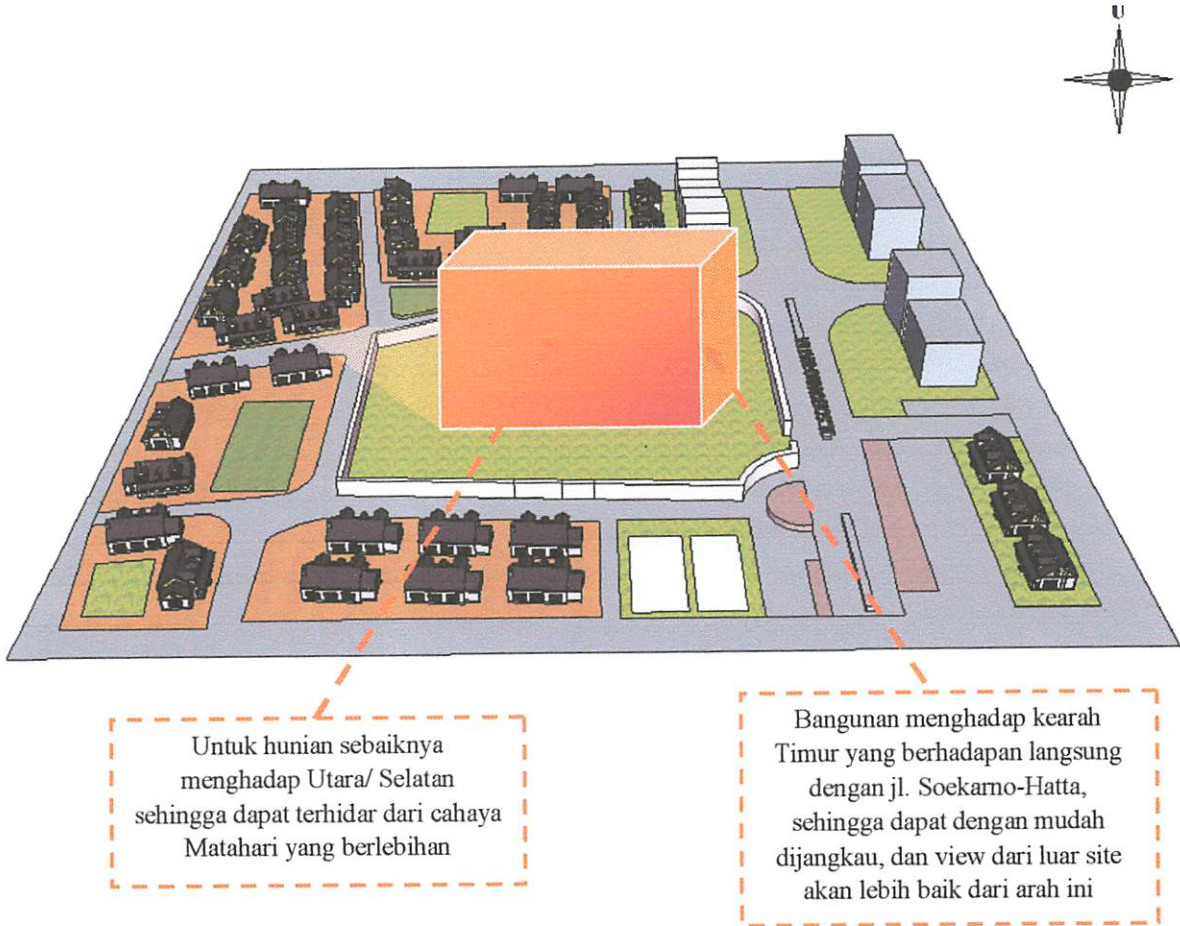 U
Untuk hunian sebaiknya
menghadap Utara/ Selatan
sehingga dapat terhidar dari cahaya
Matahari yang berlebihan
Bangunan menghadap kearah
Timur yang berhadapan langsung
dengan jl. Soekarno-Hatta,
sehingga dapat dengan mudah
dijangkau, dan view dari luar site
akan lebih baik dari arah ini